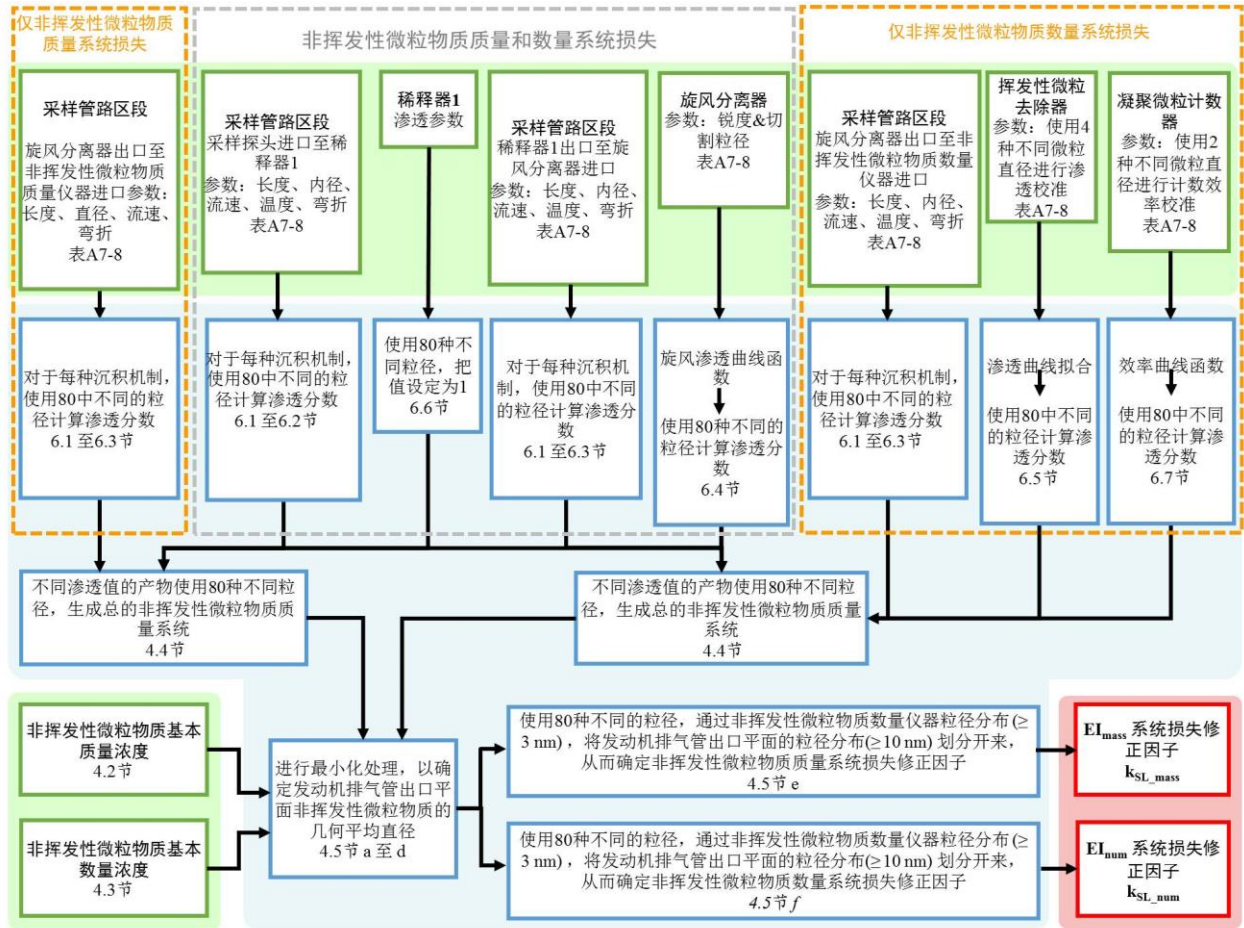 仅非挥发性微粒物质
质量系统损失
非挥发性微粒物质质量和数量系统损失
仅非挥发性微粒物质数量系统损失
采样管路区段
旋风分离器出口至非
挥发性微粒物质
质量仪器进口参数：
长度、直径、流速、
弯折
表A7-8
采样管路区段
采样探头进口至稀
释器1
参数：长度、内径、
流速、温度、弯折
表A7-8
稀释器1
渗透参数
采样管路区段
稀释器1出口至旋
风分离器进口
参数：长度、内径、
流速、温度、弯折
表A7-8
旋风分离器
参数：锐度&切
割粒径
表A7-8
采样管路区段
旋风分离器出口至非
挥发性微粒物质数量
仪器进口
参数：长度、内径、
流速、温度、弯折
表A7-8
挥发性微粒
去除器
参数：使用4
种不同微粒
直径进行渗
透校准
表A7-8
凝聚微粒计数
器
参数：使用2
种不同微粒直
径进行计数效
率校准
表A7-8
对于每种沉积机制，
使用80中不同的粒
径计算渗透分数
6.1 至6.3节
对于每种沉积机制，
使用80中不同的粒
径计算渗透分数
6.1 至6.2节
使用80种不
同粒径，把
值设定为1
6.6节
对于每种沉积机
制，使用80中不同
的粒径计算渗透分
数
6.1 至6.3节
旋风渗透曲线函
数
使用80种不同的
粒径计算渗透分
数
6.4节
对于每种沉积机制，
使用80中不同的粒
径计算渗透分数
6.1 至6.3节
渗透曲线拟合
使用80中不同
的粒径计算渗
透分数
6.5节
效率曲线函数
使用80中不同
的粒径计算渗
透分数
6.7节
不同渗透值的产物使用80种不同粒
径，生成总的非挥发性微粒物质质
量系统
4.4节
不同渗透值的产物使用80种不同粒
径，生成总的非挥发性微粒物质质
量系统
4.4节
非挥发性微粒物质基本
质量浓度
4.2节
非挥发性微粒物质基本
数量浓度
4.3节
进行最小化处理，以确
定发动机排气管出口平
面非挥发性微粒物质的
几何平均直径
4.5节 a 至 d
使用80种不同的粒径，通过非挥发性微粒物质数量仪器粒径分布(≥
3 nm)，将发动机排气管出口平面的粒径分布(≥10 nm) 划分开来，
从而确定非挥发性微粒物质质量系统损失修正因子
4.5节 e
使用80种不同的粒径，通过非挥发性微粒物质数量仪器粒径分布(≥
3 nm)，将发动机排气管出口平面的粒径分布(≥10 nm) 划分开来，
从而确定非挥发性微粒物质数量系统损失修正因子
4.5节 f
EI_mass 系统损失修
正因子
k_SL_mass
EI_num 系统损失修
正因子
k_SL_num